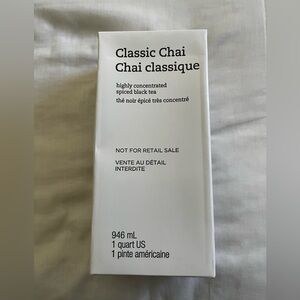 Classic Chai
Chai classique
highly concentrated
spiced black tea
thé noir épicé très concentré
NOT FOR RETAIL SALE
VENTE AU DÉTAIL
INTERDITE
946 mL
1 quart US
1 pinte américaine